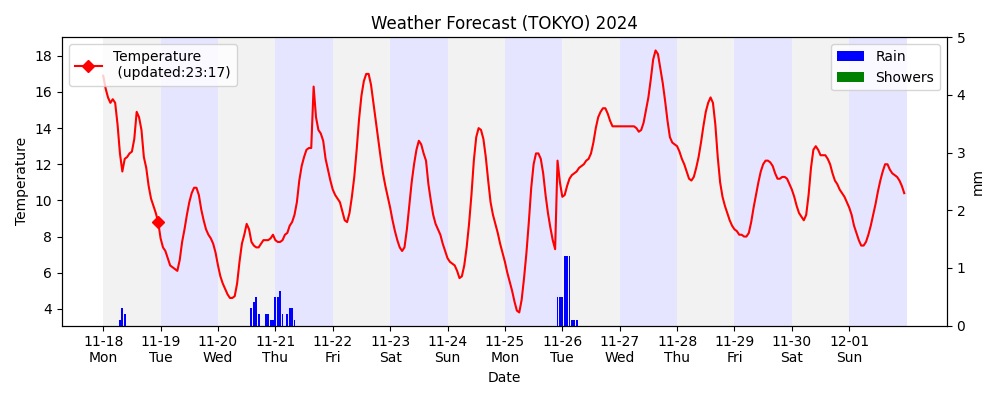 Weather Forecast (TOKYO) 2024
Temperature
(updated:23:17)
Rain
Showers
Temperature
18
16
14
12
10
8
6
4
5
4
3
2
1
0
mm
11-18 11-19 11-20 11-21 11-22 11-23 11-24 11-25 11-26 11-27 11-28 11-29 11-30 12-01
Mon Tue Wed Thu Fri Sat Sun Mon Tue Wed Thu Fri Sat Sun
Date